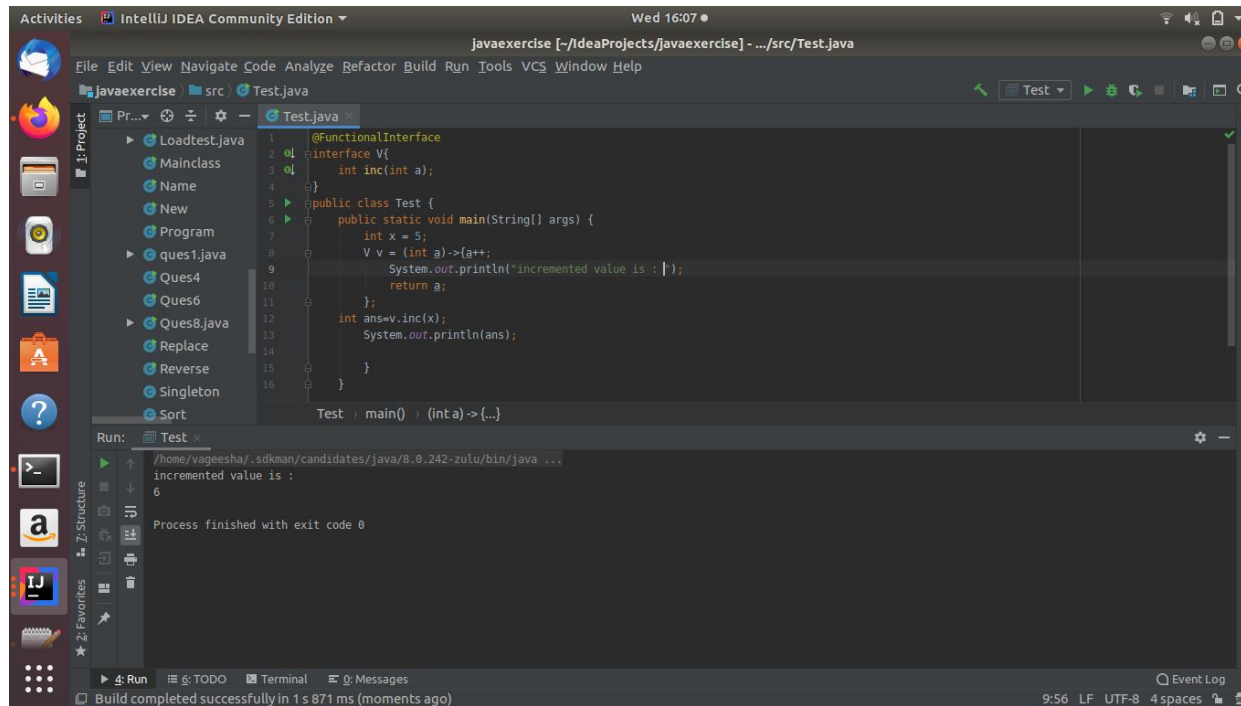 Activities IntelliJ IDEA Community Edition Wed 16:07
javaexercise [~/IdeaProjects/javaexercise] - .../src/Test.java
File Edit View Navigate Code Analyze Refactor Build Run Tools VCS Window Help
javaexercise src Test.java Test
1: Project
Pr... Test.java
Loadtest.java
Mainclass
Name
New
Program
ques1.java
Ques4
Ques6
Ques8.java
Replace
Reverse
Singleton
Sort
1 @FunctionalInterface
2 interface V{
3 int inc(int a);
4 }
5 public class Test {
6 public static void main(String[] args) {
7 int x = 5;
8 V v = (int a)->{a++;
9 System.out.println("incremented value is : ");
10 return a;
11 };
12 int ans=v.inc(x);
13 System.out.println(ans);
14
15 }
16 }
Test main() (int a) -> {...}
Run: Test
/home/vageesha/.sdkman/candidates/java/8.0.242-zulu/bin/java ...
incremented value is :
6
Process finished with exit code 0
Z: Structure
2: Favorites
4: Run 6: TODO Terminal 0: Messages Event Log
Build completed successfully in 1 s 871 ms (moments ago) 9:56 LF UTF-8 4 spaces